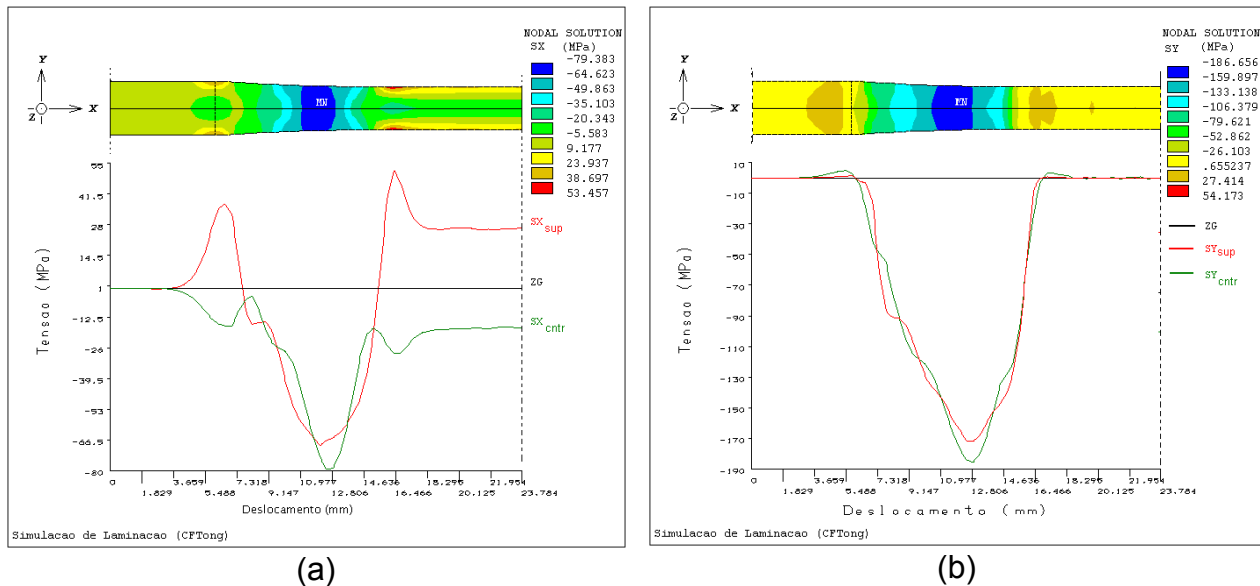 NODAL SOLUTION
SX (MPa)
-79.383
-64.623
-49.863
-35.103
-20.343
-5.583
9.177
23.937
38.697
53.457
Y
Z
X
MN
55
41.5
28
14.5
1
-12.5
-26
-39.5
-53
-66.5
-80
Tensao (MPa)
SXsup
ZG
SXcntr
0
3.659
7.318
10.977
14.636
18.295
21.954
1.829
5.488
9.147
12.806
16.466
20.125
23.784
Deslocamento (mm)
Simulacao de Laminacao (CFTong)
(a)
NODAL SOLUTION
SY (MPa)
-186.656
-159.897
-133.138
-106.379
-79.621
-52.862
-26.103
.655237
27.414
54.173
Y
Z
X
MN
ZG
SYsup
SYcntr
10
-10
-30
-50
-70
-90
-110
-130
-150
-170
-190
Tensao (MPa)
0
3.659
7.318
10.977
14.636
18.295
21.954
1.829
5.488
9.147
12.806
16.466
20.125
23.784
Deslocamento (mm)
Simulacao de Laminacao (CFTong)
(b)